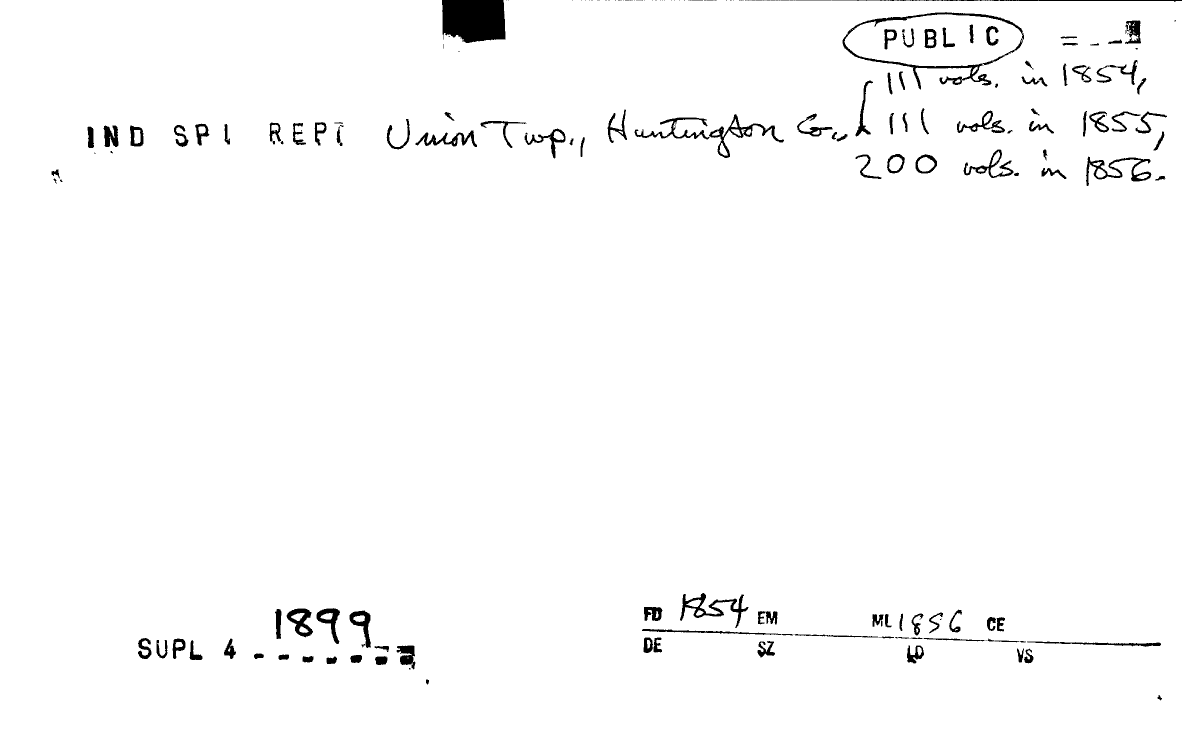 PUBLIC = - -
111 vols. in 1854,
IND SPI REPT Union Twp., Huntington Co., 111 vols. in 1855,
200 vols. in 1856.
1899
SUPL 4 - - - - - - -
FD 1854 EM ML 1856 CE
DE SZ LD VS